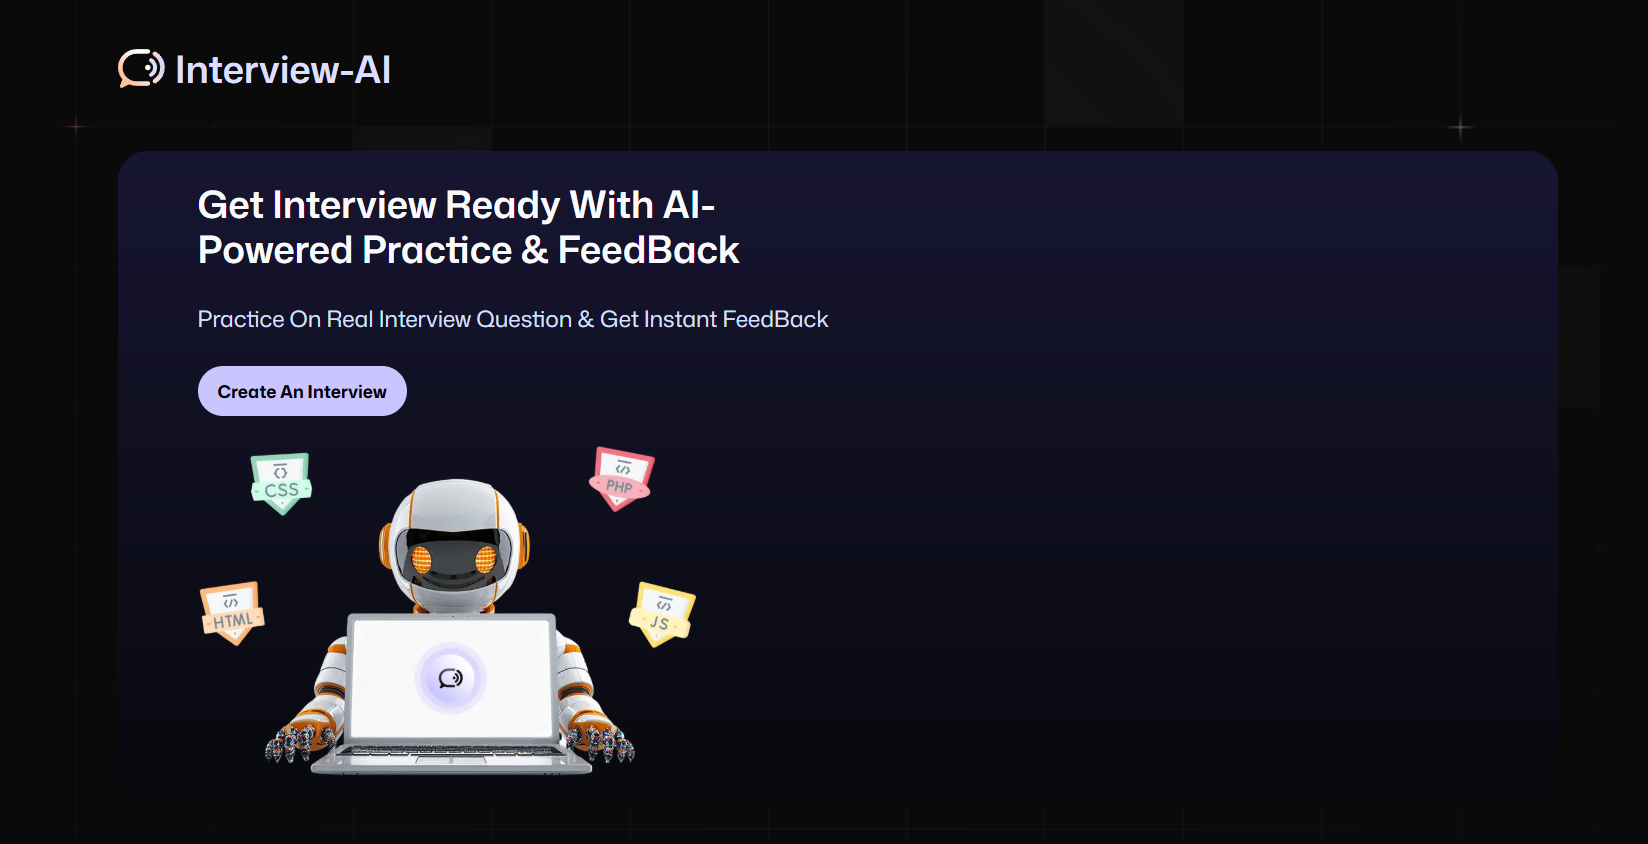 Interview-AI
Get Interview Ready With AI-
Powered Practice & FeedBack
Practice On Real Interview Question & Get Instant FeedBack
Create An Interview
{}
CSS
</>
PHP
</>
HTML
</>
JS